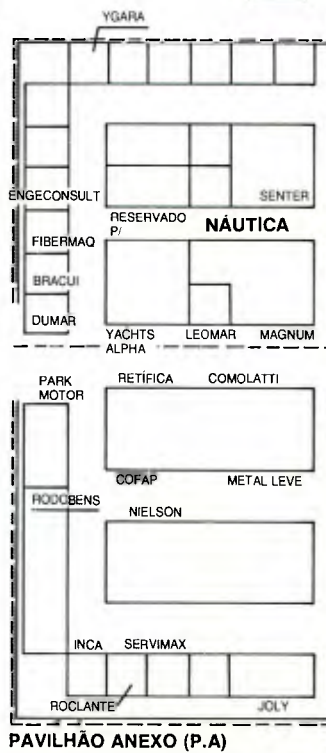 YGARA
ENGECONSULT
SENTER
RESERVADO
P/
NÁUTICA
FIBERMAQ
BRACUI
DUMAR
YACHTS
ALPHA
LEOMAR
MAGNUM
PARK
MOTOR
RETÍFICA
COMOLATTI
COFAP
METAL LEVE
RODOBENS
NIELSON
INCA
SERVIMAX
ROCLANTE
JOLY
PAVILHÃO ANEXO (P.A)